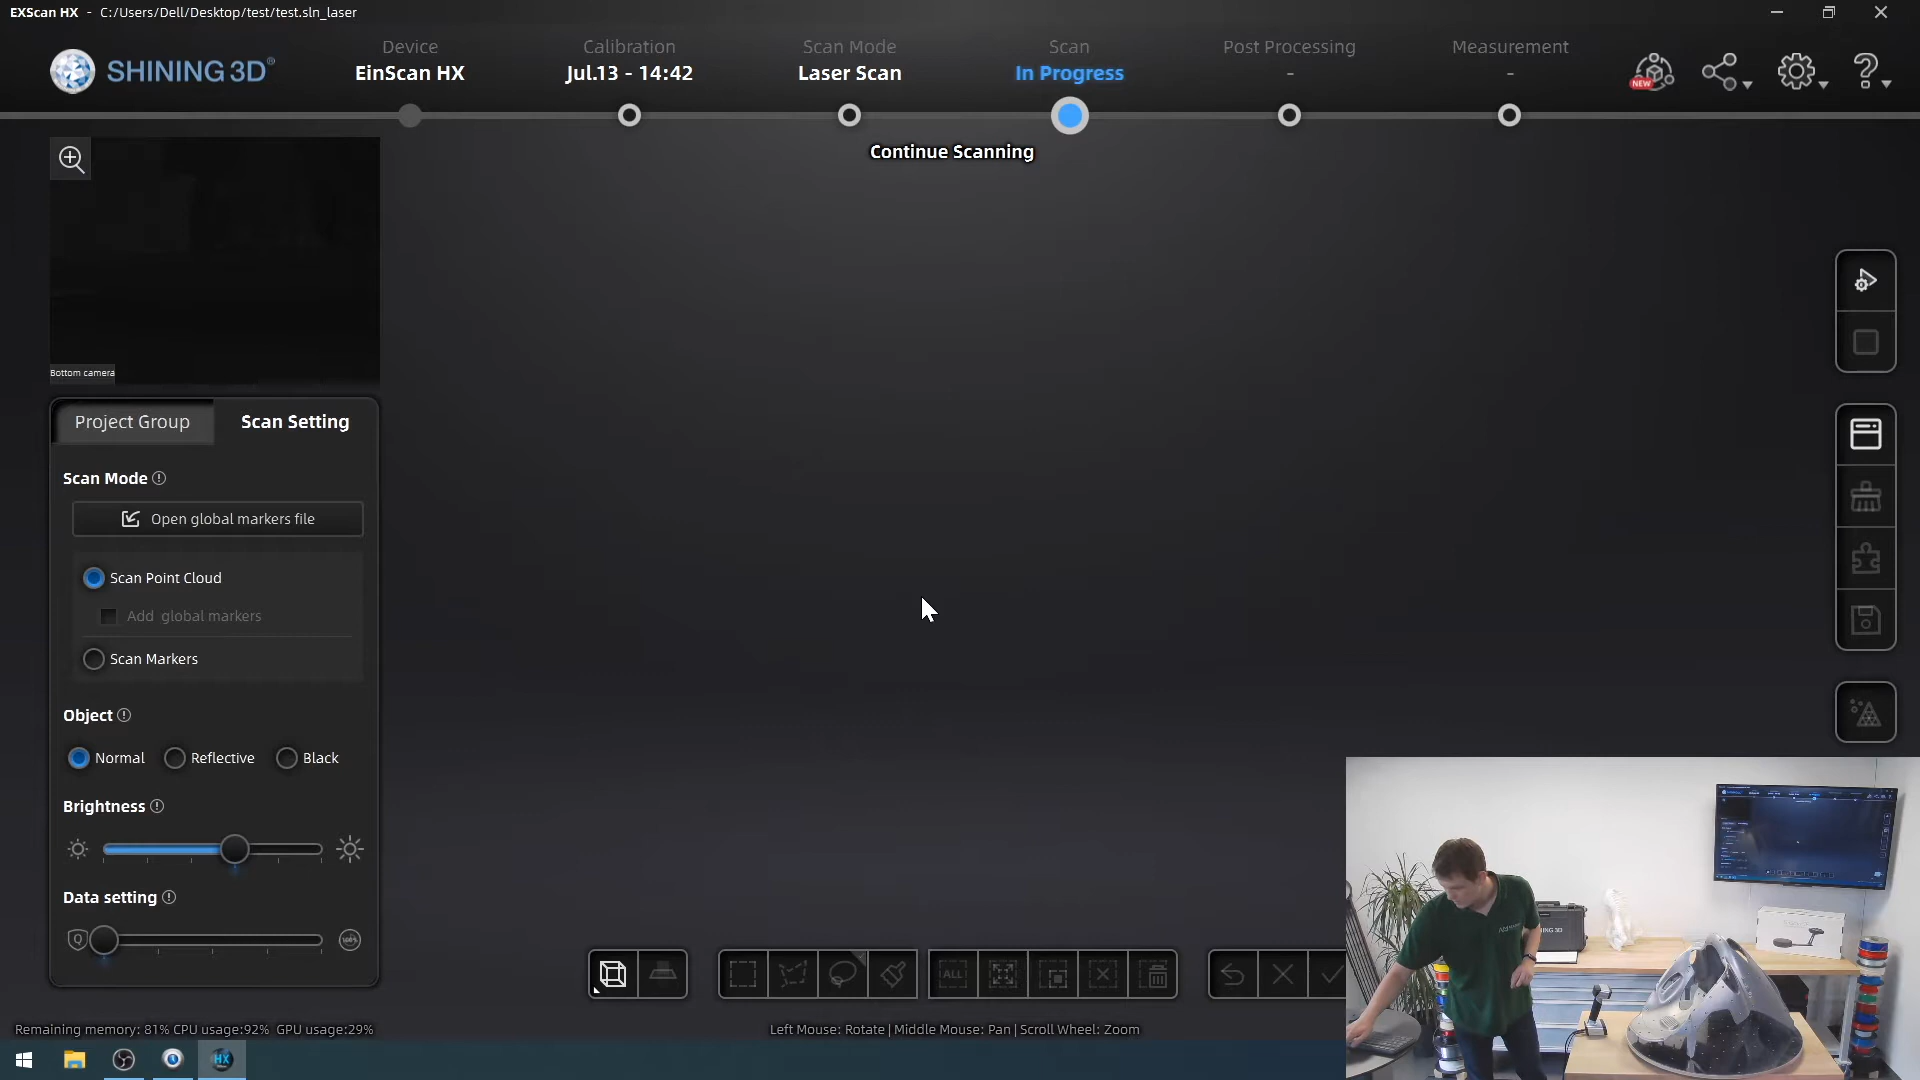 EXScan HX - C:/Users/Dell/Desktop/test/test.sln_laser
SHINING 3D®
Device
EinScan HX
Calibration
Jul.13 - 14:42
Scan Mode
Laser Scan
Scan
In Progress
Post Processing
-
Measurement
-
NEW
Continue Scanning
Bottom camera
Project Group
Scan Setting
Scan Mode
Open global markers file
Scan Point Cloud
Add global markers
Scan Markers
Object
Normal
Reflective
Black
Brightness
Data setting
Q
100%
ALL
Remaining memory: 81% CPU usage:92% GPU usage:29%
Left Mouse: Rotate | Middle Mouse: Pan | Scroll Wheel: Zoom
HX